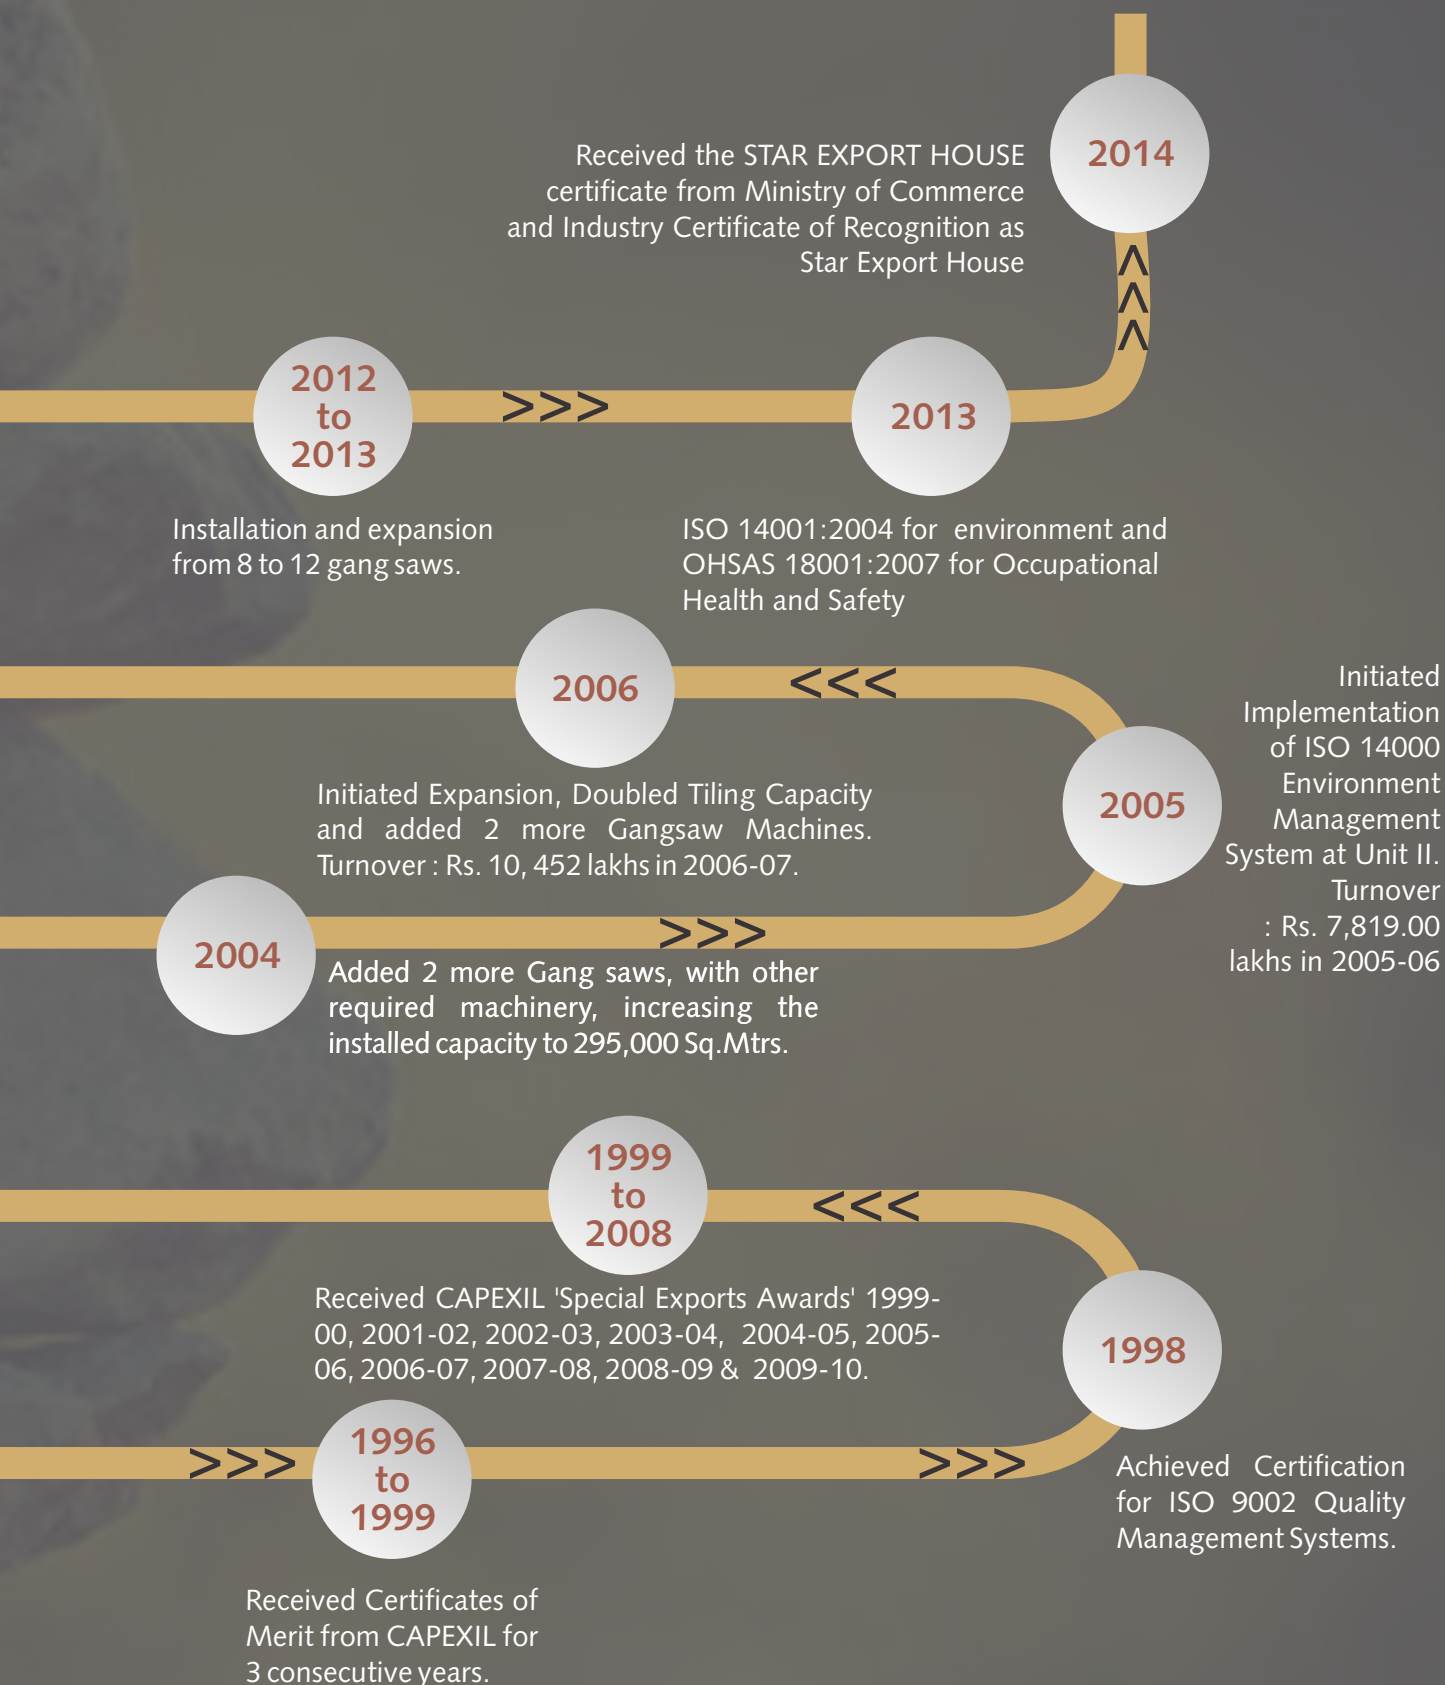 2014
Received the STAR EXPORT HOUSE
certificate from Ministry of Commerce
and Industry Certificate of Recognition as
Star Export House
<<<
2012
to
2013
>>>
2013
Installation and expansion
from 8 to 12 gang saws.
ISO 14001:2004 for environment and
OHSAS 18001:2007 for Occupational
Health and Safety
2006
<<<
Initiated Expansion, Doubled Tiling Capacity
and added 2 more Gangsaw Machines.
Turnover : Rs. 10, 452 lakhs in 2006-07.
2005
Initiated
Implementation
of ISO 14000
Environment
Management
System at Unit II.
Turnover
: Rs. 7,819.00
lakhs in 2005-06
2004
>>>
Added 2 more Gang saws, with other
required machinery, increasing the
installed capacity to 295,000 Sq.Mtrs.
1999
to
2008
<<<
Received CAPEXIL 'Special Exports Awards' 1999-
00, 2001-02, 2002-03, 2003-04, 2004-05, 2005-
06, 2006-07, 2007-08, 2008-09 & 2009-10.
1998
Achieved Certification
for ISO 9002 Quality
Management Systems.
>>>
1996
to
1999
>>>
Received Certificates of
Merit from CAPEXIL for
3 consecutive years.